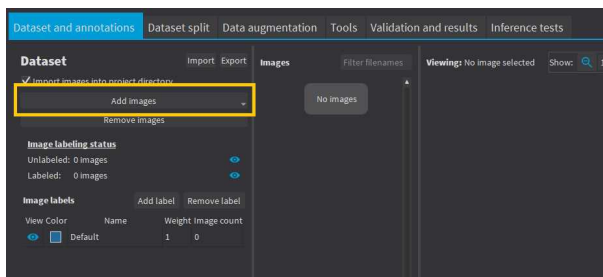 Dataset and annotations Dataset split Data augmentation Tools Validation and results Inference tests
Dataset Import Export
Import images into project directory
Add images
Remove images
Image labeling status
Unlabeled: 0 images
Labeled: 0 images
Image labels Add label Remove label
View Color Name Weight Image count
Default 1 0
Images Filter filenames
No images
Viewing: No image selected Show: 1